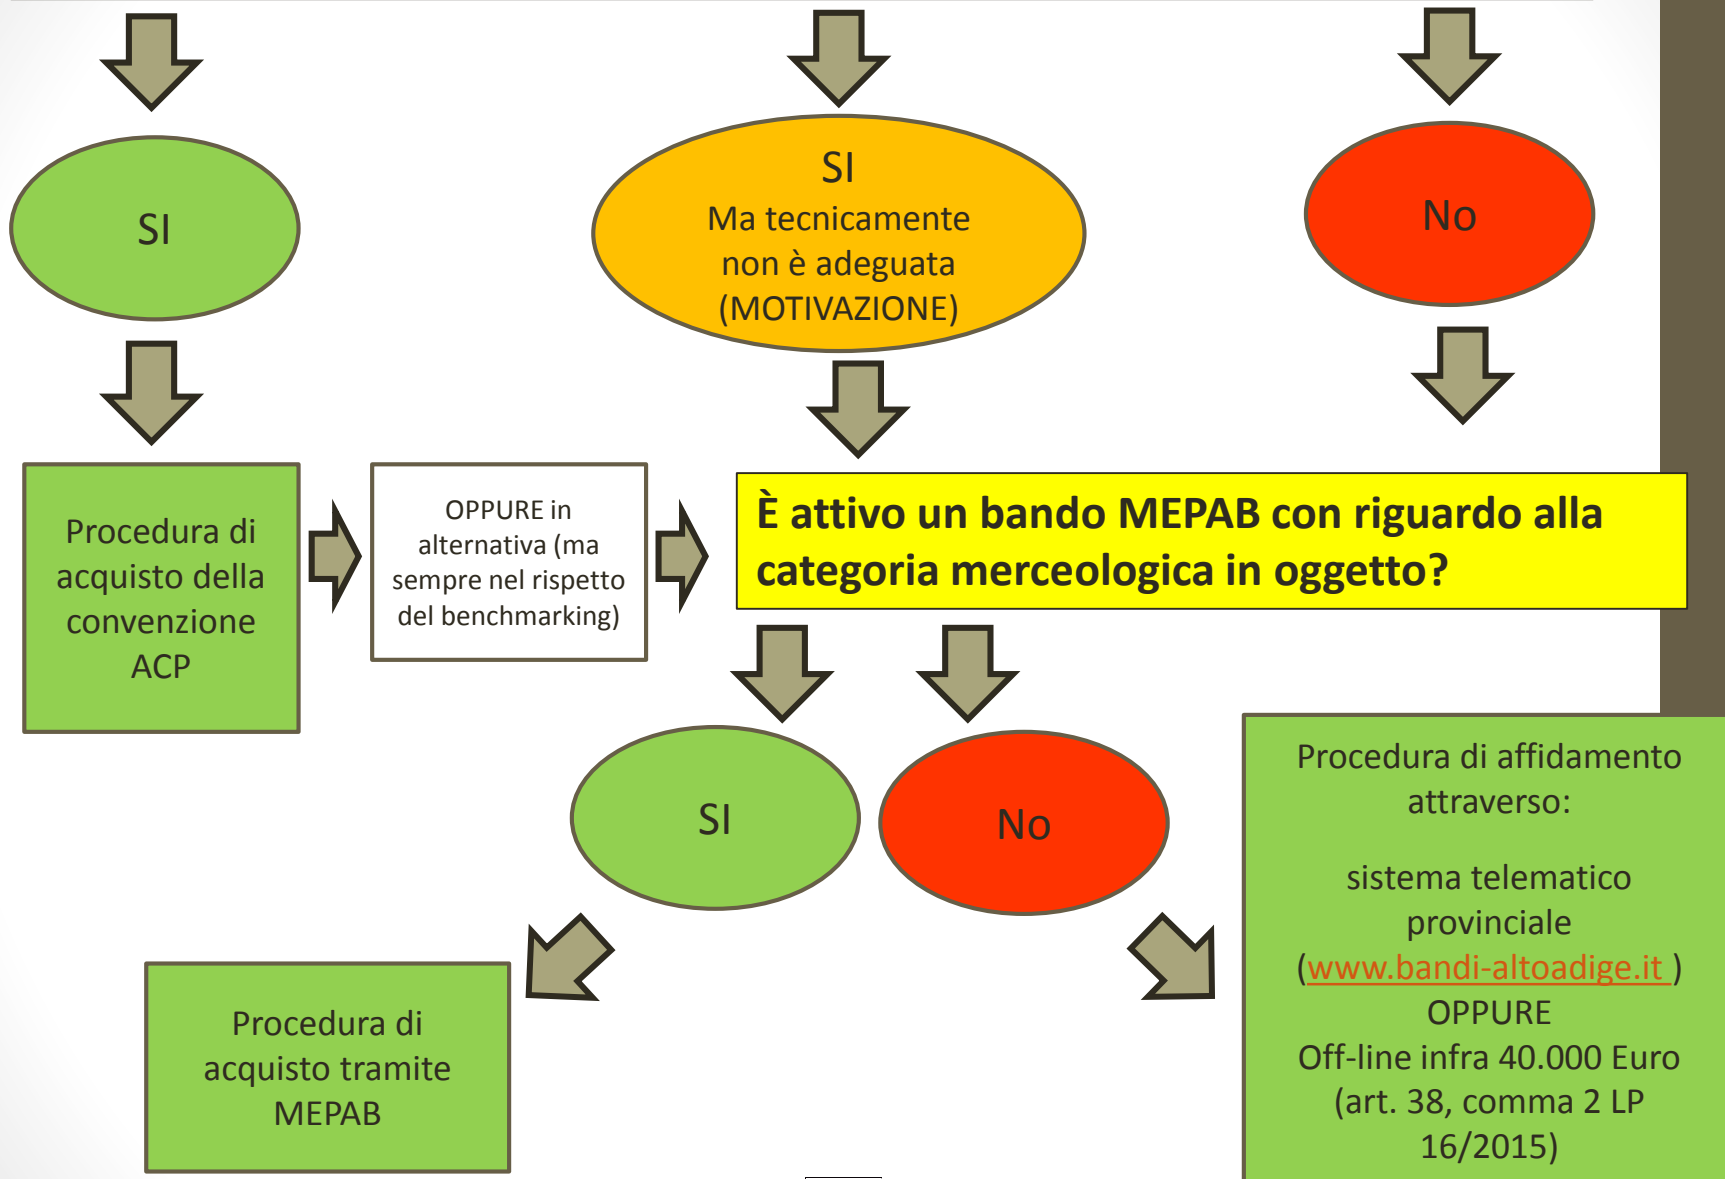 SI
SI
Ma tecnicamente
non è adeguata
(MOTIVAZIONE)
No
Procedura di
acquisto della
convenzione
ACP
OPPURE in
alternativa (ma
sempre nel rispetto
del benchmarking)
È attivo un bando MEPAB con riguardo alla
categoria merceologica in oggetto?
SI
No
Procedura di
acquisto tramite
MEPAB
Procedura di affidamento
attraverso:
sistema telematico
provinciale
(www.bandi-altoadige.it )
OPPURE
Off-line infra 40.000 Euro
(art. 38, comma 2 LP
16/2015)